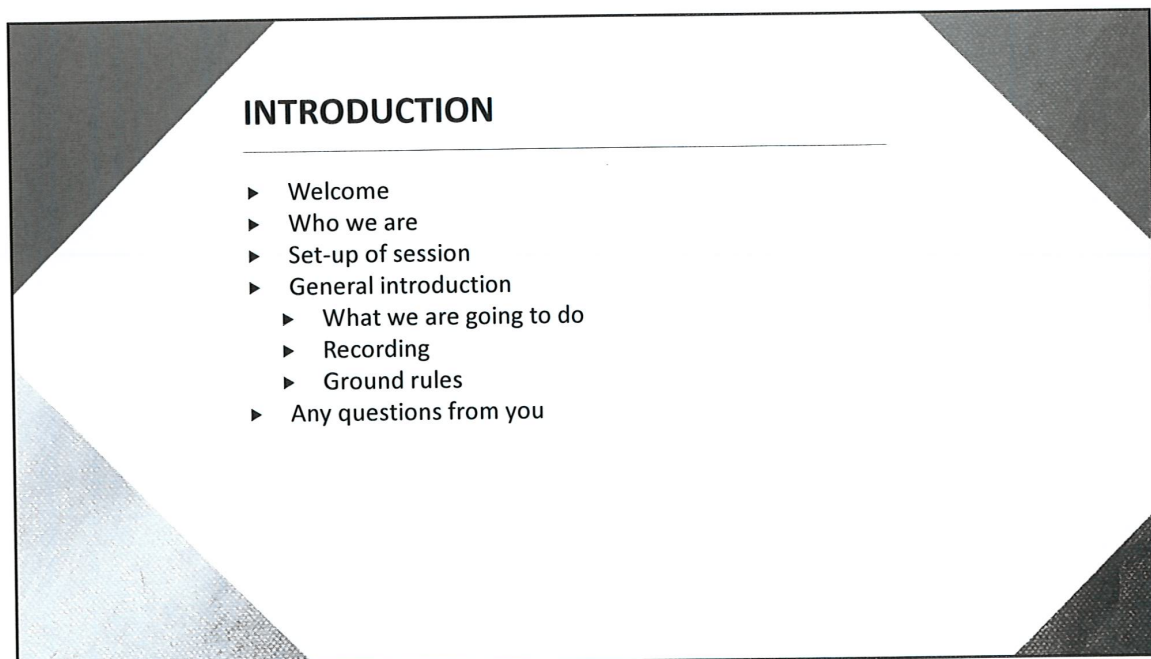 INTRODUCTION
▶ Welcome
▶ Who we are
▶ Set-up of session
▶ General introduction
▶ What we are going to do
▶ Recording
▶ Ground rules
▶ Any questions from you